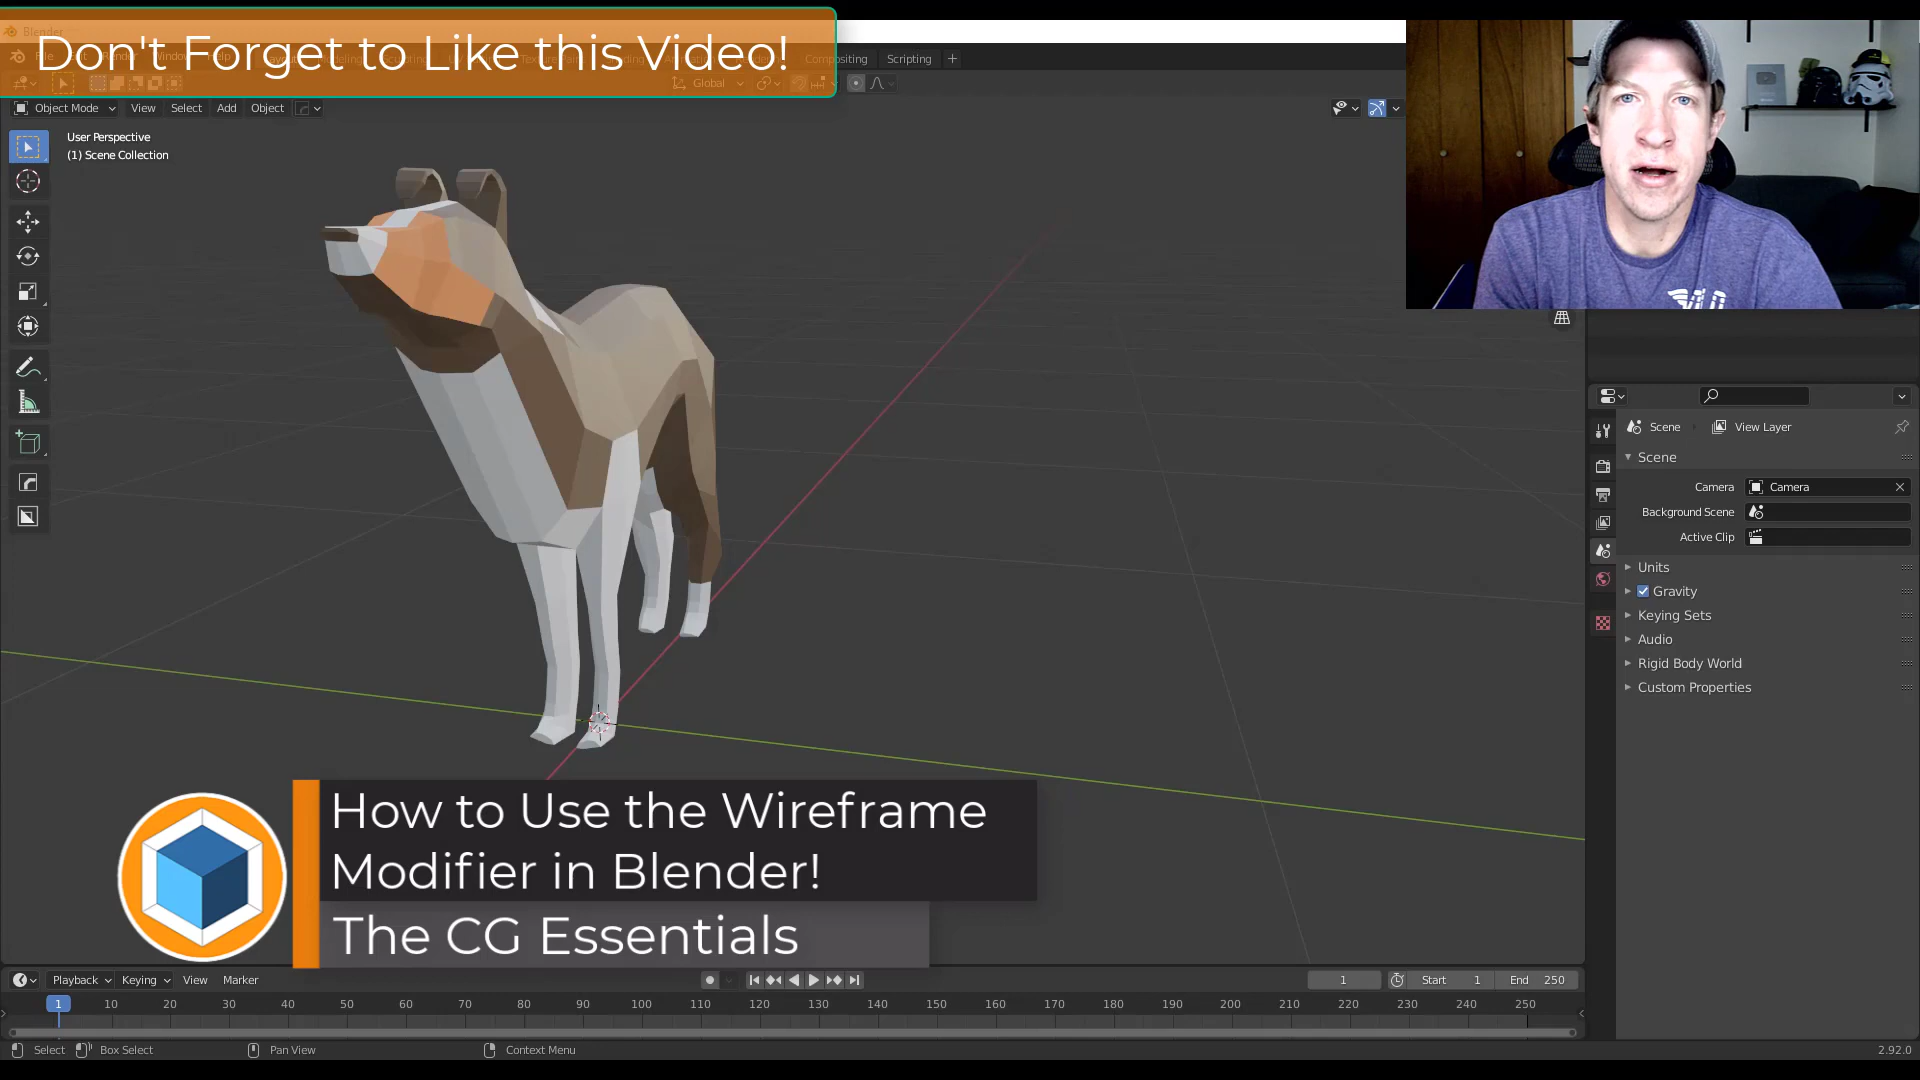 Don't Forget to Like this Video!
Blender
Compositing Scripting +
Global
Object Mode View Select Add Object
User Perspective
(1) Scene Collection
Scene View Layer
Scene
Camera Camera
Background Scene
Active Clip
Units
Gravity
Keying Sets
Audio
Rigid Body World
Custom Properties
How to Use the Wireframe
Modifier in Blender!
The CG Essentials
Playback Keying View Marker
1 Start 1 End 250
1 10 20 30 40 50 60 70 80 90 100 110 120 130 140 150 160 170 180 190 200 210 220 230 240 250
Select Box Select Pan View Context Menu
2.92.0